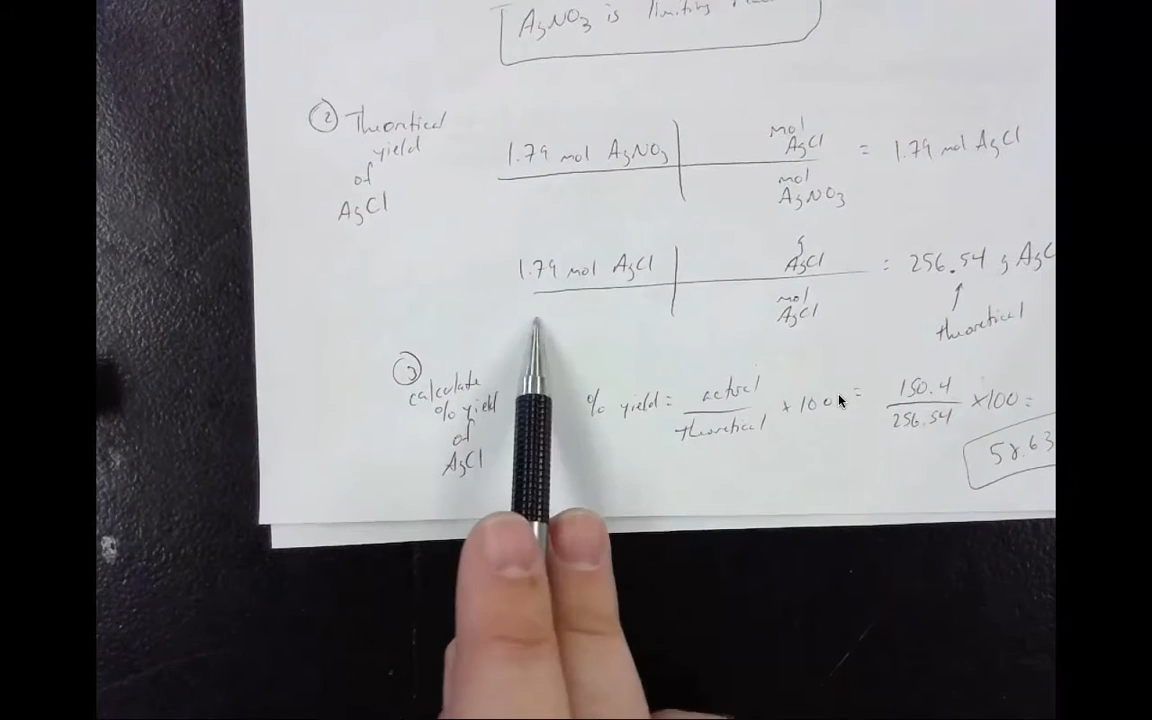 AgNO3 is limiting
② Theoretical
yield
of
AgCl
1.79 mol AgNO3 | mol AgCl / mol AgNO3 = 1.79 mol AgCl
1.79 mol AgCl | g AgCl / mol AgCl = 256.54 g AgC
theoretical
③ calculate
% yield
of
AgCl
% yield = actual / theoretical × 100 = 150.4 / 256.54 × 100 =
58.63